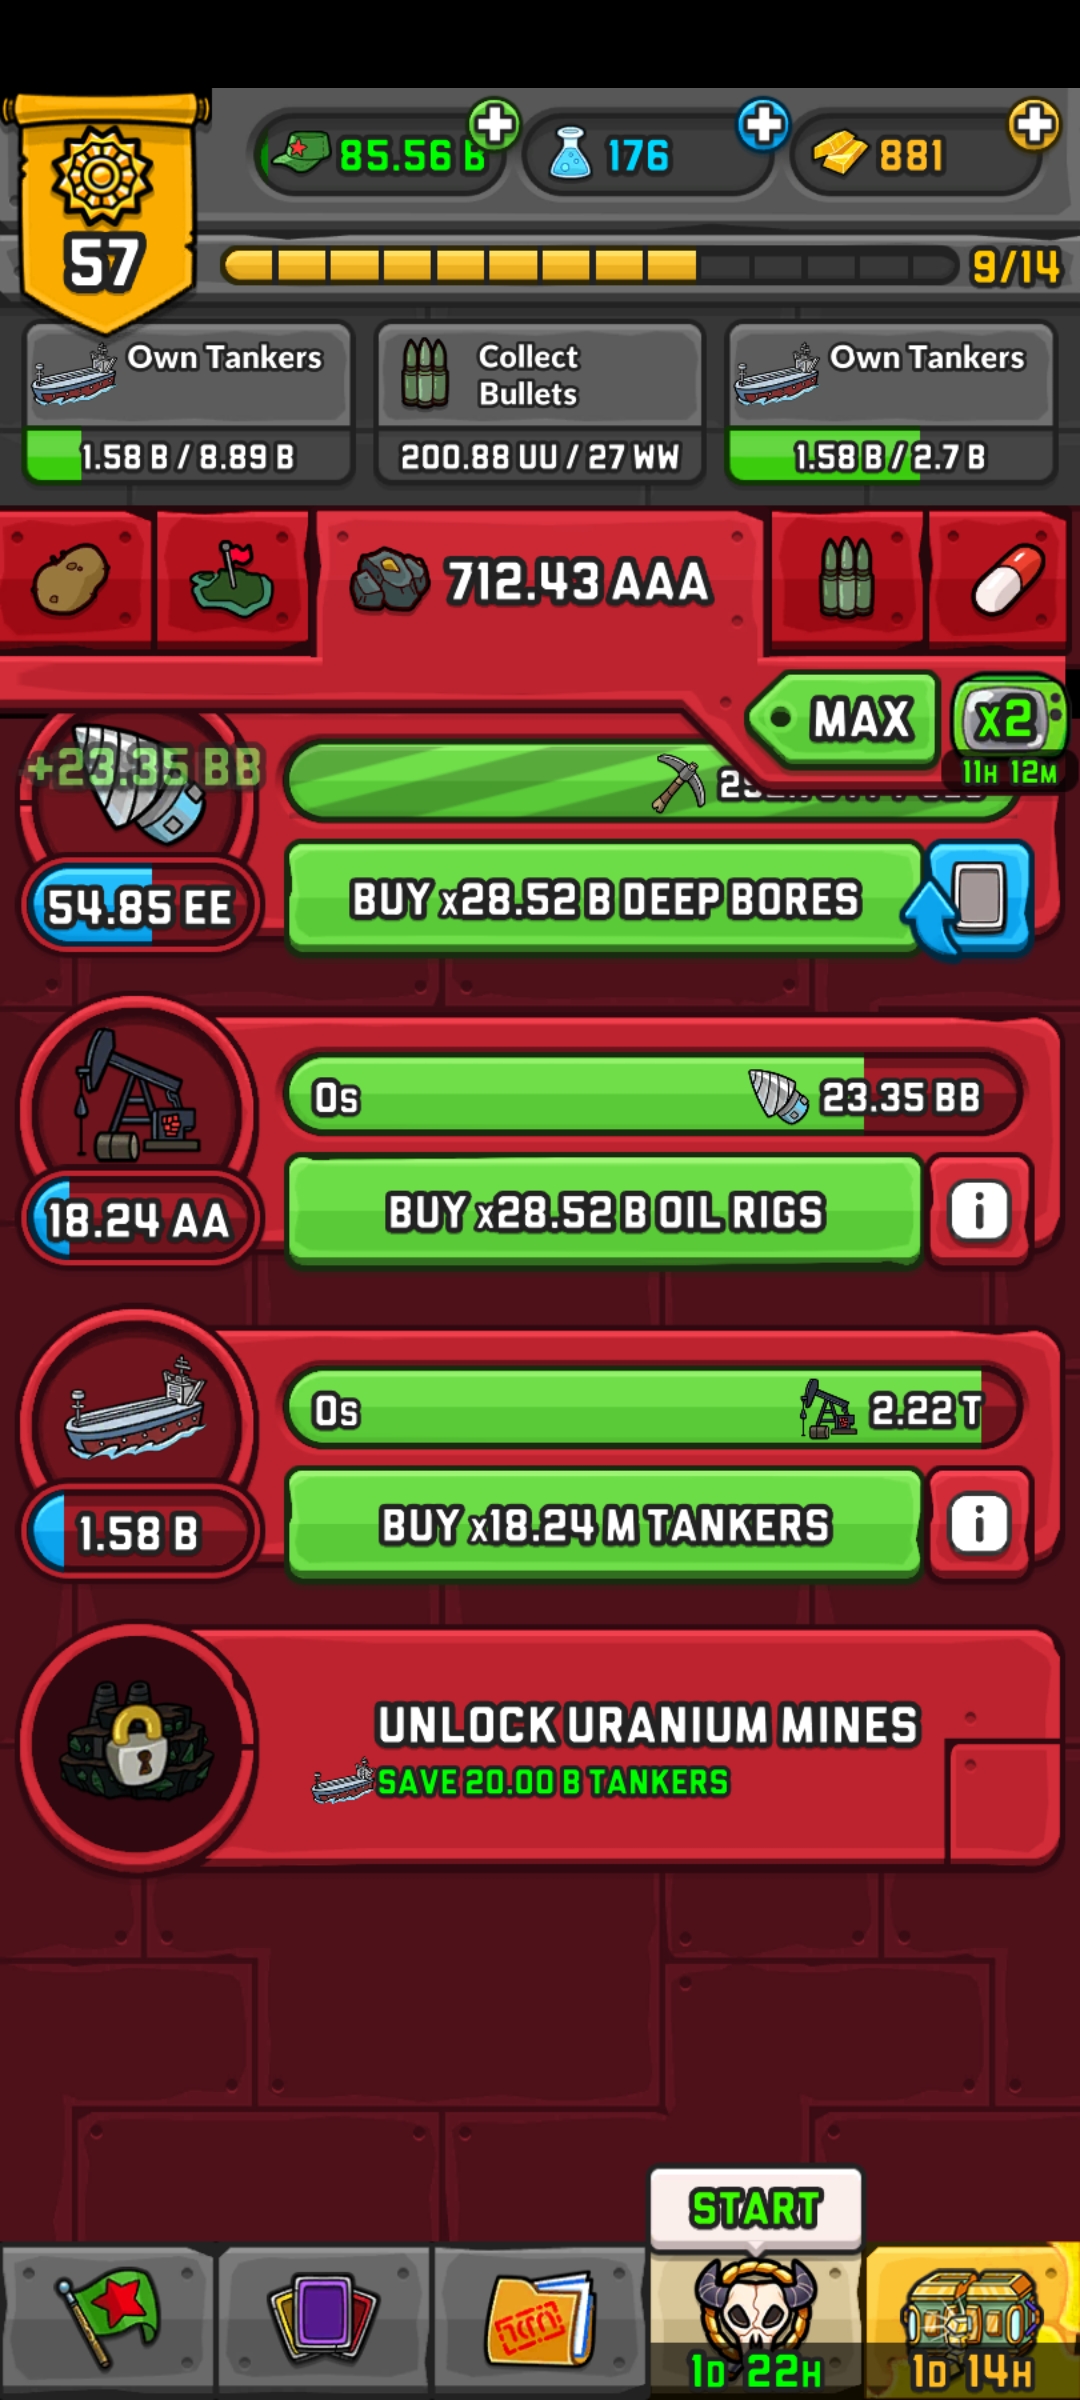 57
85.56 B
176
881
9/14
Own Tankers
1.58 B / 8.89 B
Collect
Bullets
200.88 UU / 27 WW
Own Tankers
1.58 B / 2.7 B
712.43 AAA
MAX
x2
11H 12M
+23.35 BB
54.85 EE
BUY x28.52 B DEEP BORES
0s
23.35 BB
18.24 AA
BUY x28.52 B OIL RIGS
i
0s
2.22 T
1.58 B
BUY x18.24 M TANKERS
i
UNLOCK URANIUM MINES
SAVE 20.00 B TANKERS
START
1D 22H
1D 14H